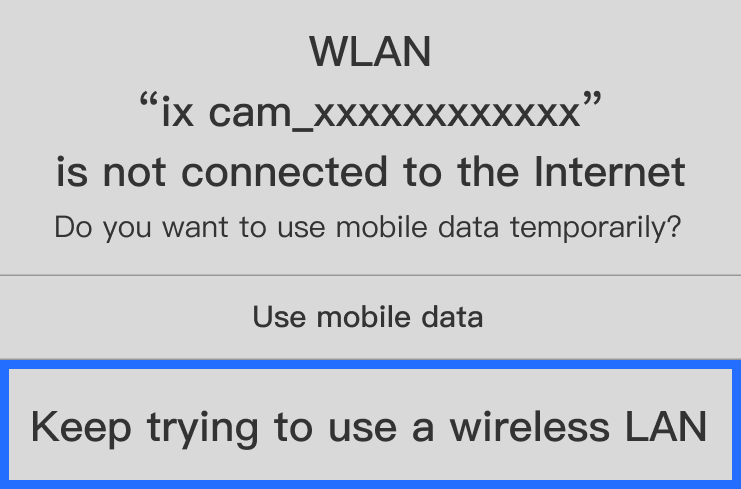 WLAN
“ix cam_xxxxxxxxxxxx”
is not connected to the Internet
Do you want to use mobile data temporarily?
Use mobile data
Keep trying to use a wireless LAN